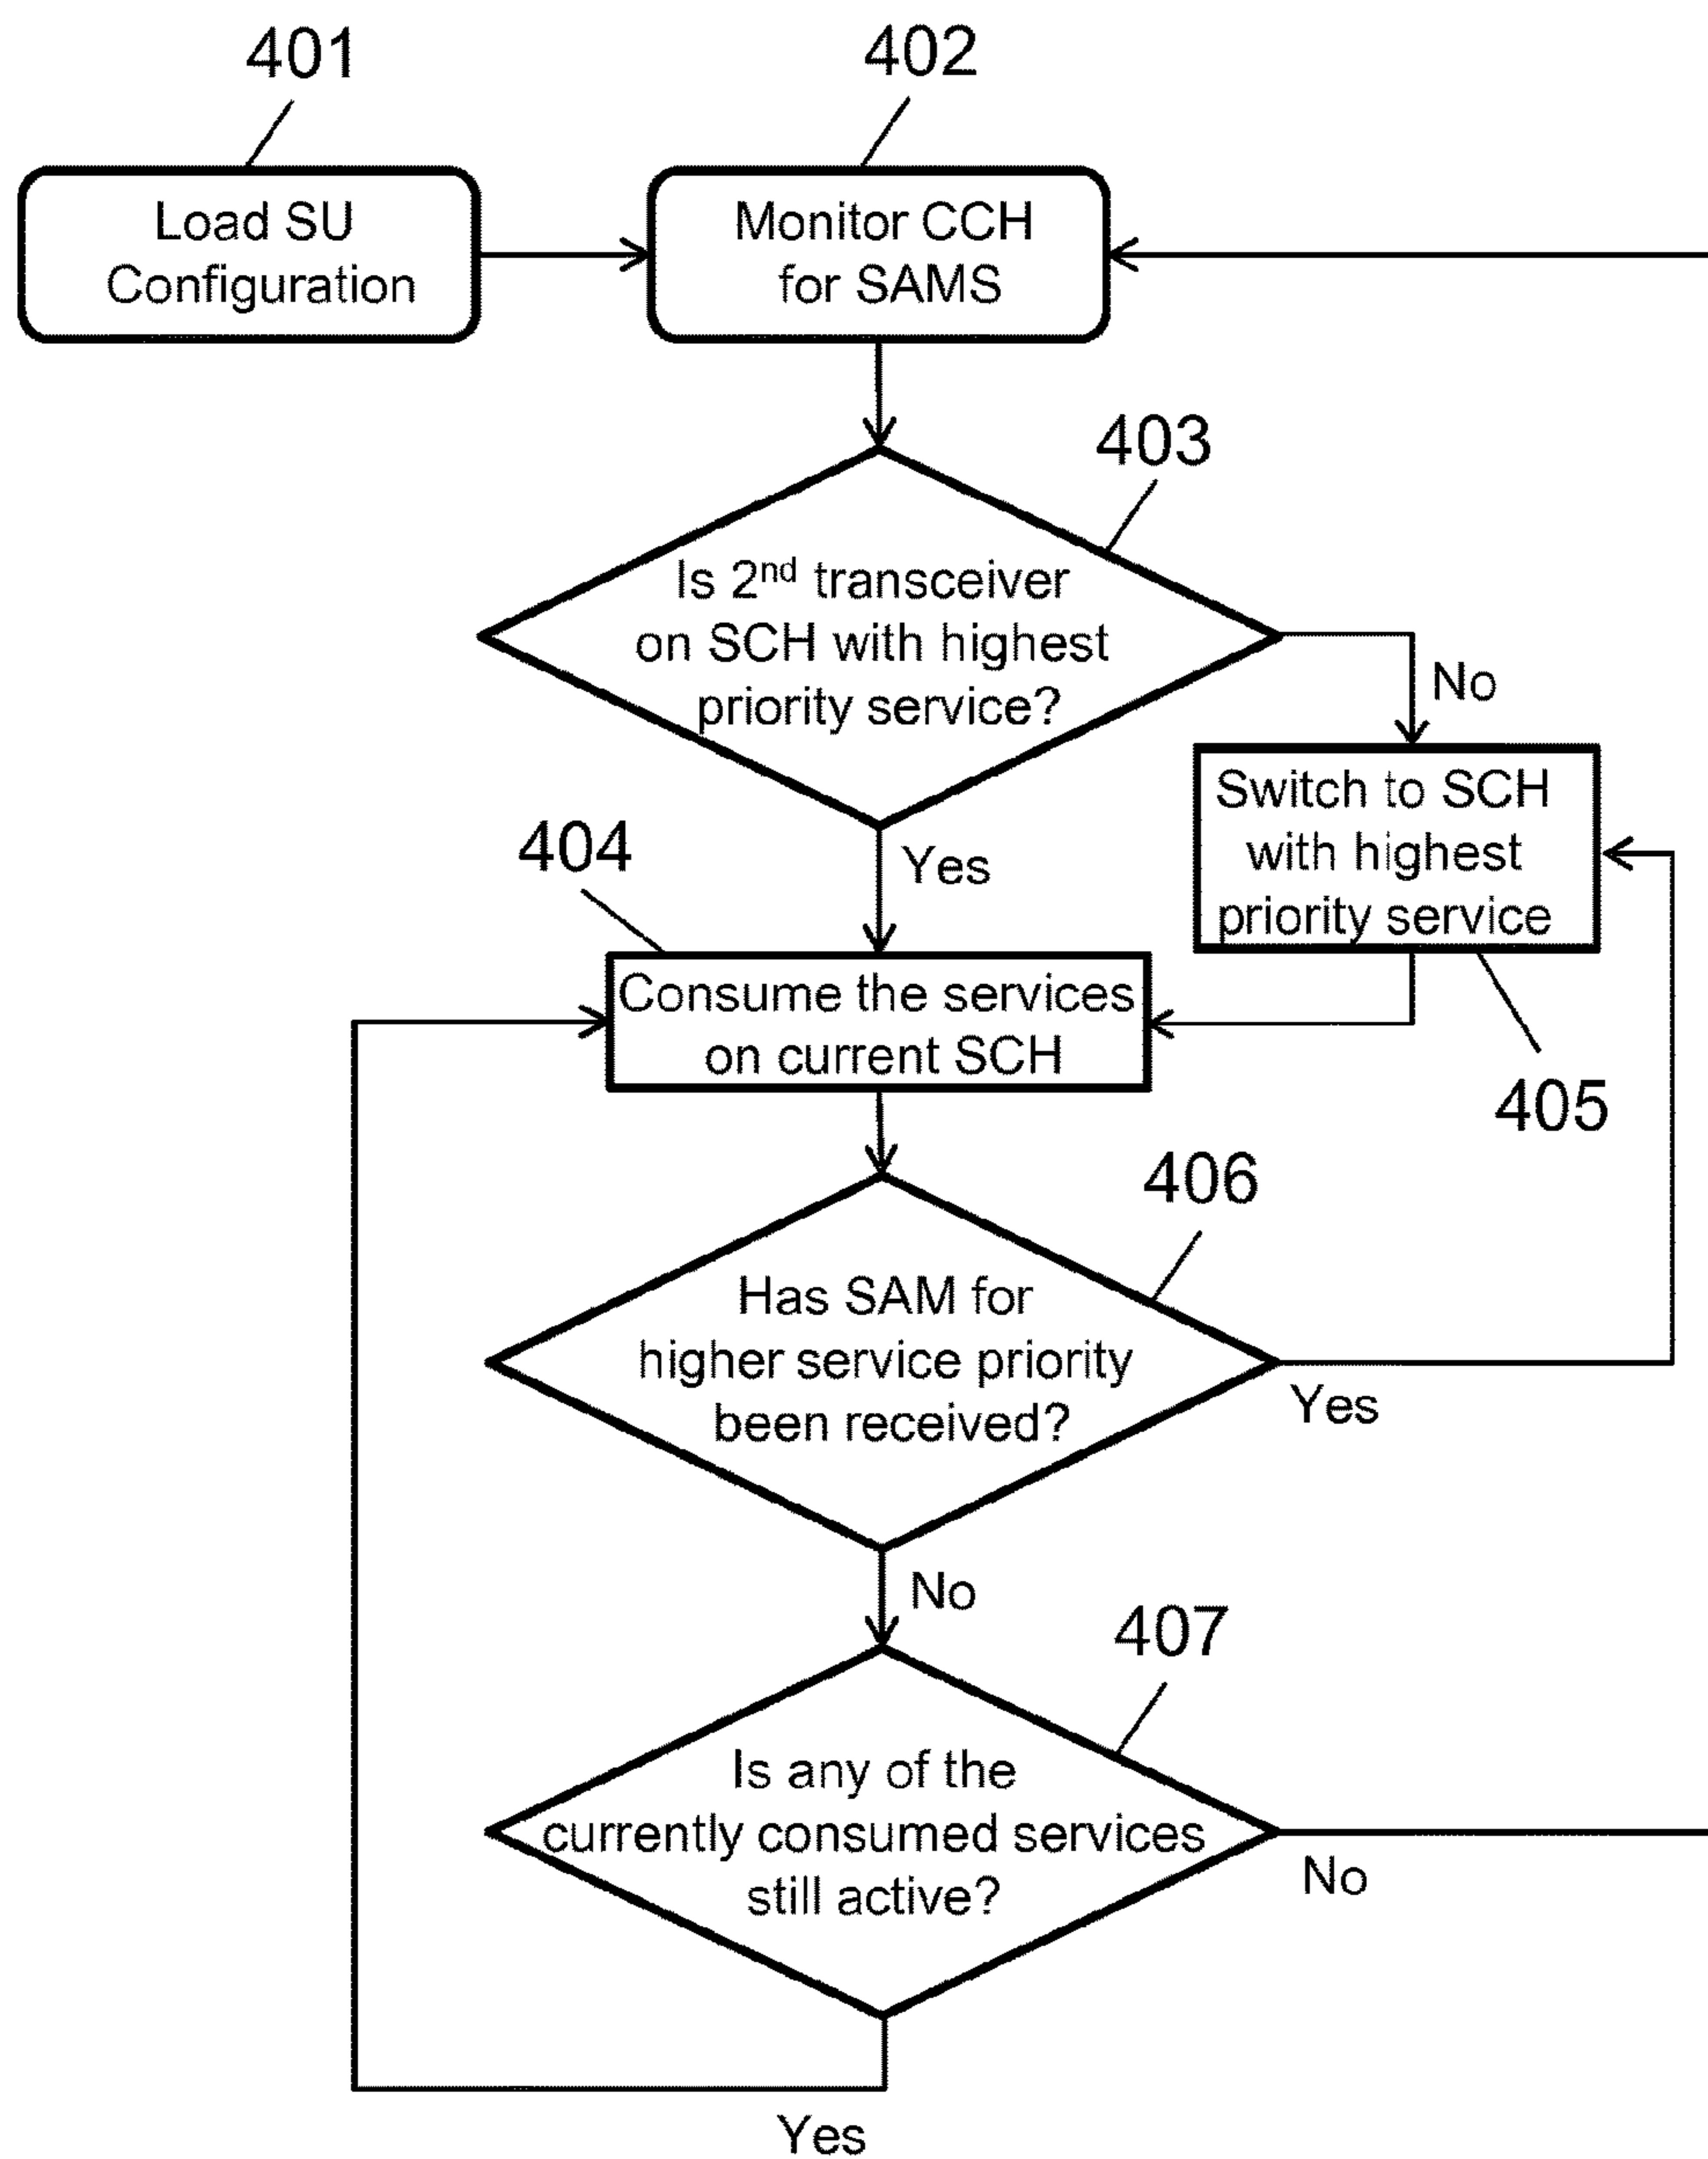 401
402
Load SU
Configuration
Monitor CCH
for SAMS
403
Is 2nd transceiver
on SCH with highest
priority service?
No
Switch to SCH
with highest
priority service
404
Yes
Consume the services
on current SCH
405
406
Has SAM for
higher service priority
been received?
Yes
No
407
Is any of the
currently consumed services
still active?
No
Yes